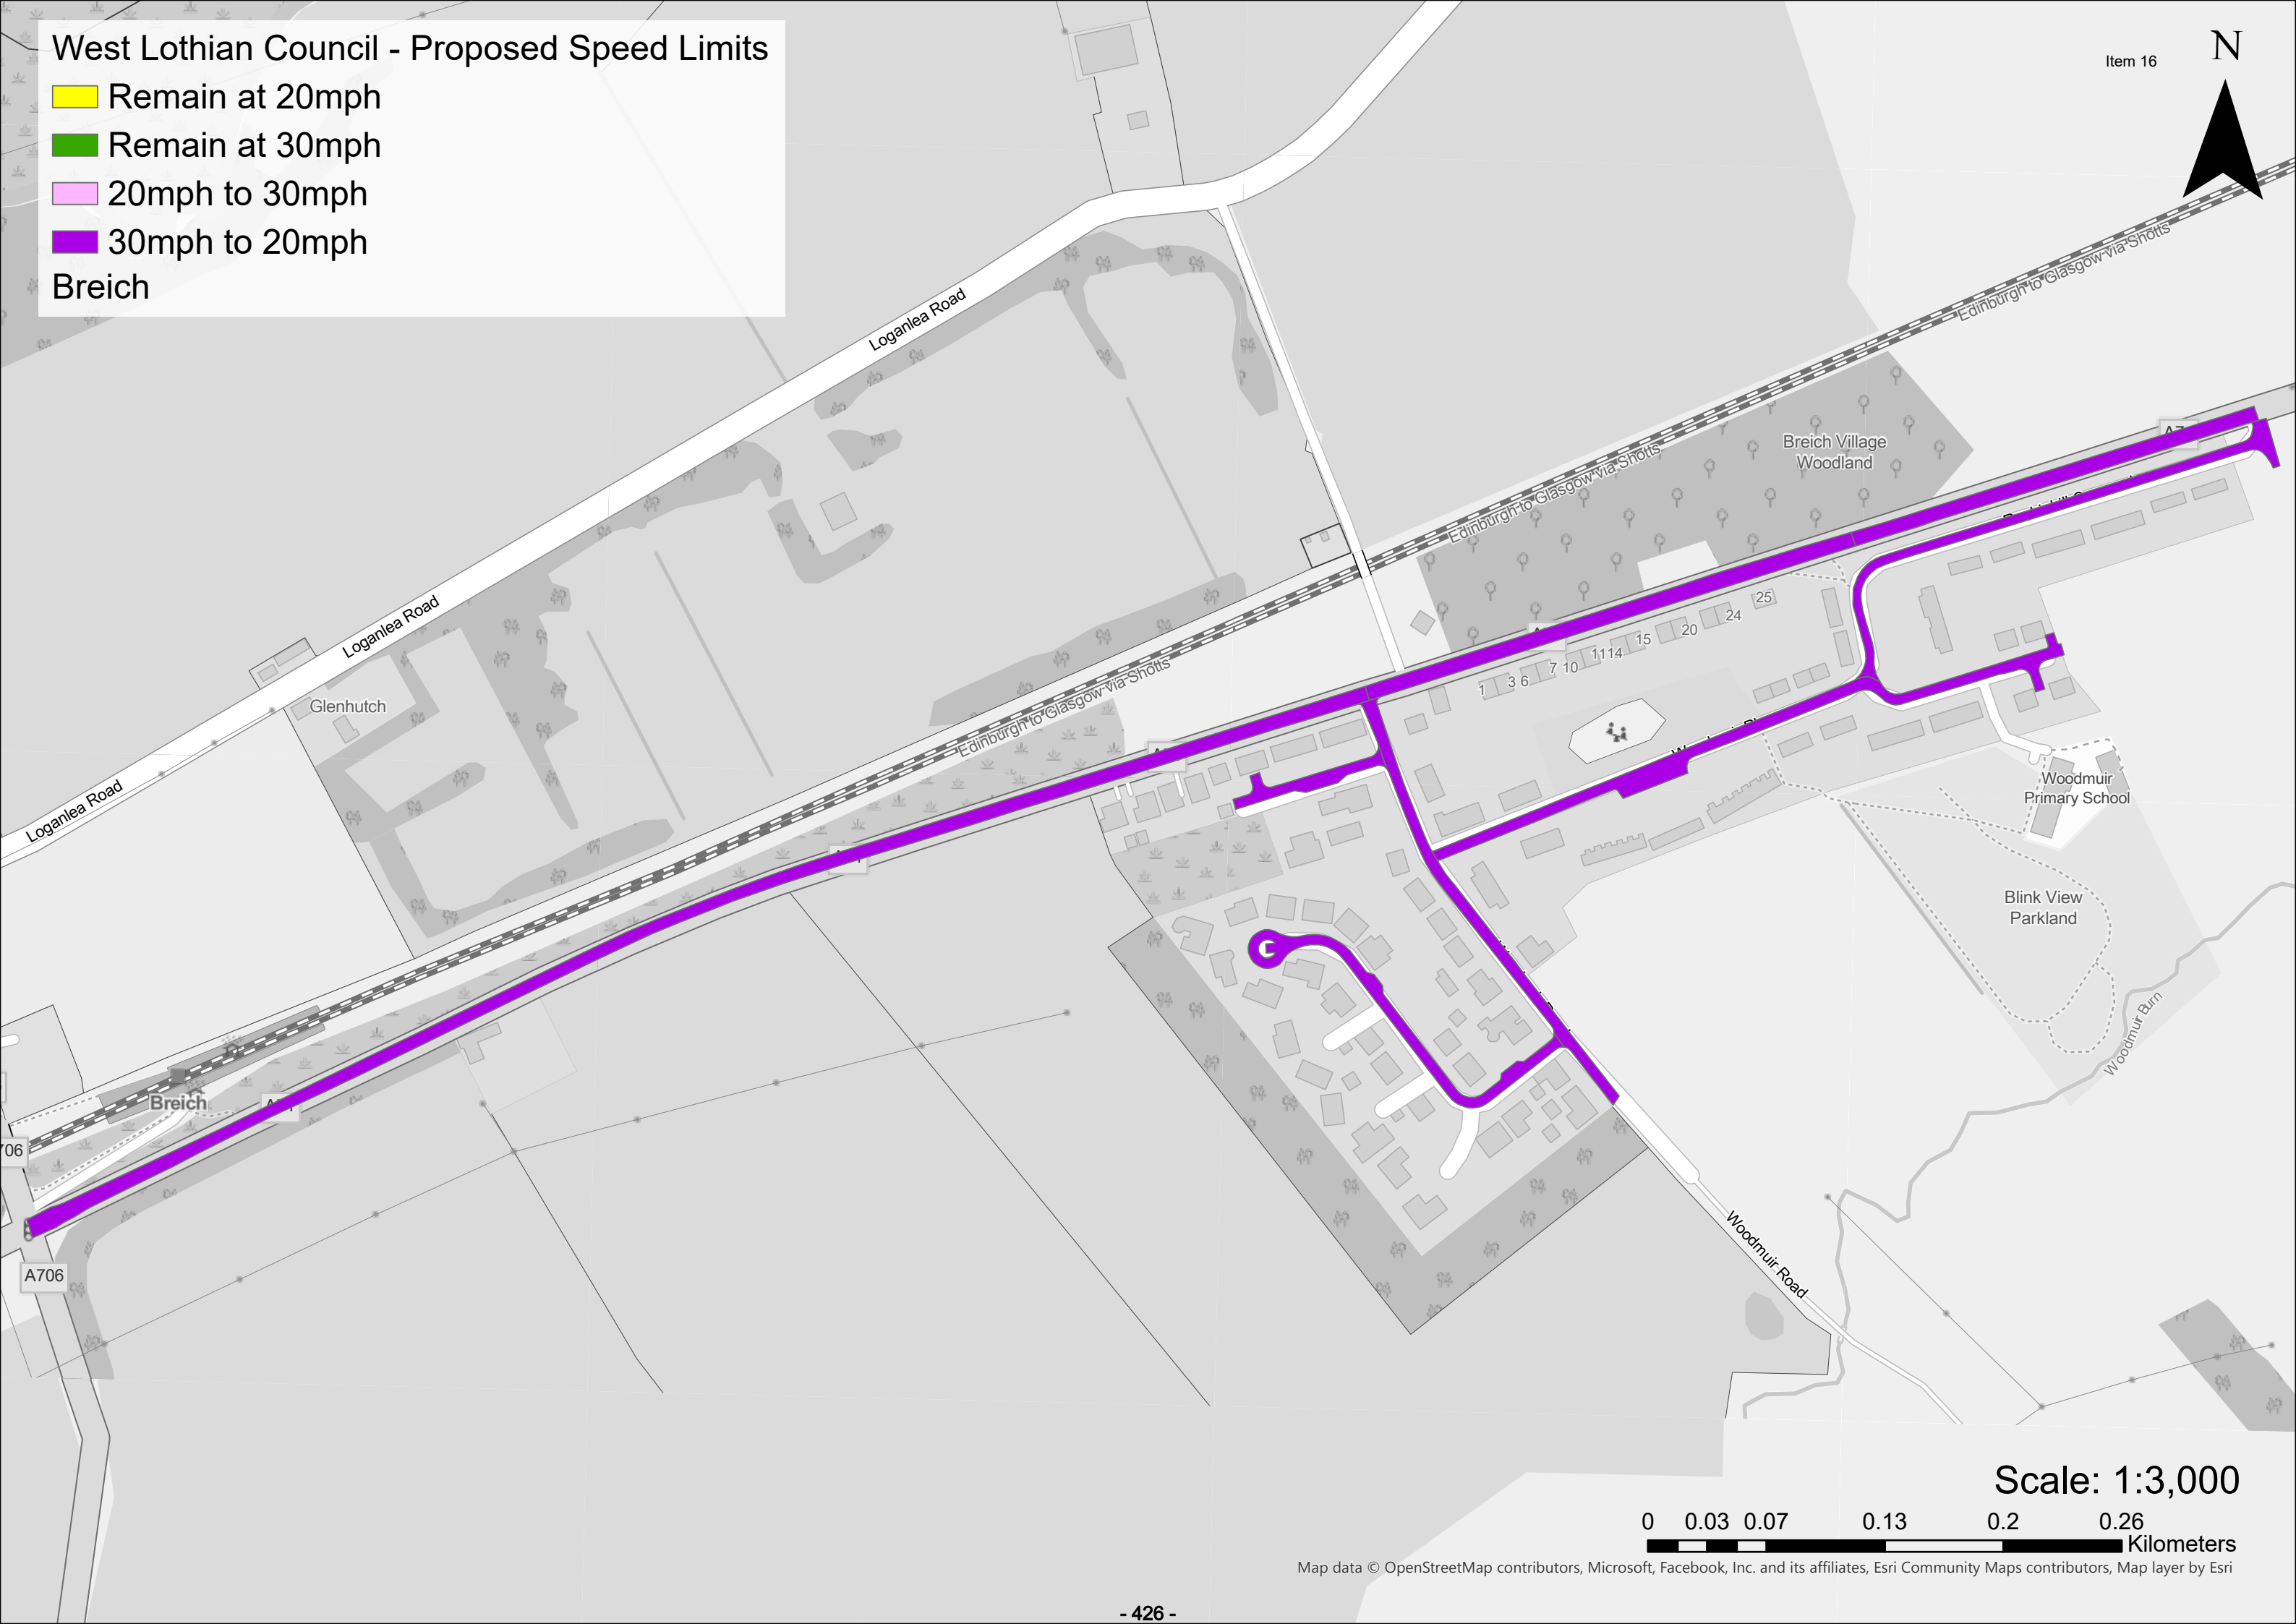 West Lothian Council - Proposed Speed Limits
Remain at 20mph
Remain at 30mph
20mph to 30mph
30mph to 20mph
Breich
Item 16
N
Edinburgh to Glasgow via Shotts
Loganlea Road
Breich Village
Woodland
Edinburgh to Glasgow via Shotts
25
24
20
15
1114
7 10
3 6
1
Loganlea Road
Edinburgh to Glasgow via Shotts
Glenhutch
Loganlea Road
Woodmuir
Primary School
Blink View
Parkland
Woodmuir Burn
Breich
706
A706
Woodmuir Road
Scale: 1:3,000
0 0.03 0.07 0.13 0.2 0.26
Kilometers
Map data © OpenStreetMap contributors, Microsoft, Facebook, Inc. and its affiliates, Esri Community Maps contributors, Map layer by Esri
- 426 -